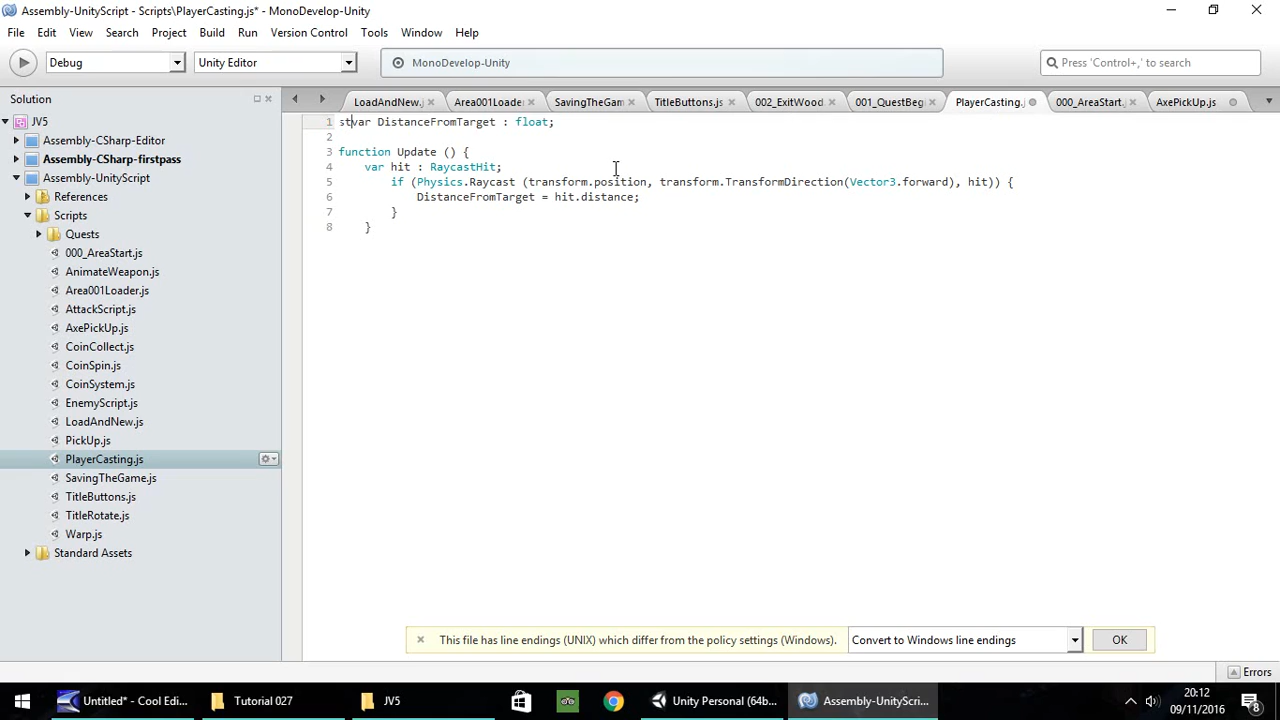 Assembly-UnityScript - Scripts\PlayerCasting.js* - MonoDevelop-Unity
File Edit View Search Project Build Run Version Control Tools Window Help
Debug Unity Editor MonoDevelop-Unity Press 'Control+,' to search
Solution
LoadAndNew.j Area001Loade SavingTheGam TitleButtons.js 002_ExitWood 001_QuestBegi PlayerCasting. 000_AreaStart. AxePickUp.js
JV5
Assembly-CSharp-Editor
Assembly-CSharp-firstpass
Assembly-UnityScript
References
Scripts
Quests
000_AreaStart.js
AnimateWeapon.js
Area001Loader.js
AttackScript.js
AxePickUp.js
CoinCollect.js
CoinSpin.js
CoinSystem.js
EnemyScript.js
LoadAndNew.js
PickUp.js
PlayerCasting.js
SavingTheGame.js
TitleButtons.js
TitleRotate.js
Warp.js
Standard Assets
1 stvar DistanceFromTarget : float;
2
3 function Update () {
4 var hit : RaycastHit;
5 if (Physics.Raycast (transform.position, transform.TransformDirection(Vector3.forward), hit)) {
6 DistanceFromTarget = hit.distance;
7 }
8 }
This file has line endings (UNIX) which differ from the policy settings (Windows). Convert to Windows line endings OK
Errors
Untitled* - Cool Edi... Tutorial 027 JV5 Unity Personal (64b... Assembly-UnityScri...
20:12
09/11/2016
8